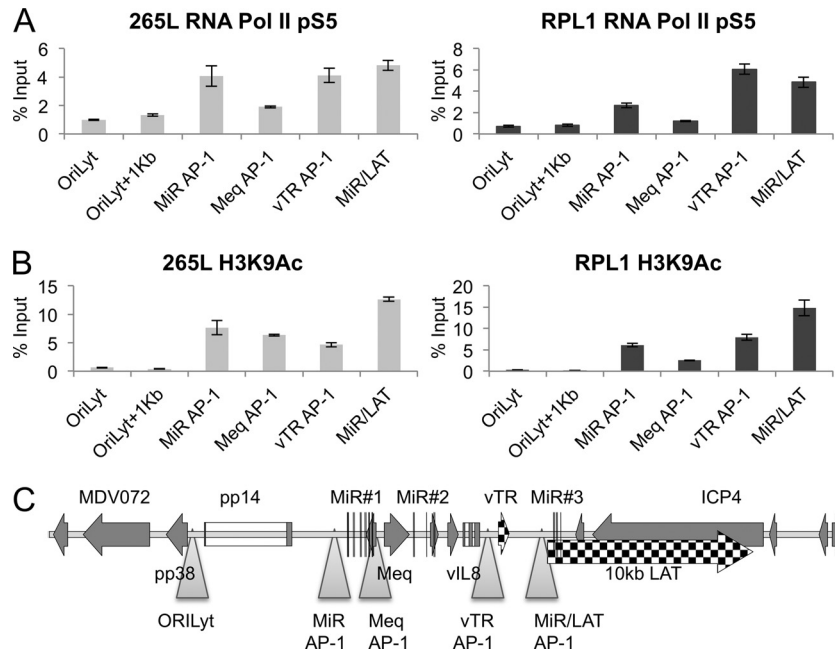 A
265L RNA Pol II pS5
RPL1 RNA Pol II pS5
% Input
6
4
2
0
OriLyt
OriLyt+1Kb
MiR AP-1
Meq AP-1
vTR AP-1
MiR/LAT
% Input
8
6
4
2
0
OriLyt
OriLyt+1Kb
MiR AP-1
Meq AP-1
vTR AP-1
MiR/LAT
B
265L H3K9Ac
RPL1 H3K9Ac
% Input
15
10
5
0
OriLyt
OriLyt+1Kb
MiR AP-1
Meq AP-1
vTR AP-1
MiR/LAT
% Input
20
15
10
5
0
OriLyt
OriLyt+1Kb
MiR AP-1
Meq AP-1
vTR AP-1
MiR/LAT
C
MDV072
pp14
MiR#1
MiR#2
vTR
MiR#3
ICP4
pp38
Meq
vIL8
10kb LAT
ORILyt
MiR
AP-1
Meq
AP-1
vTR
AP-1
MiR/LAT
AP-1